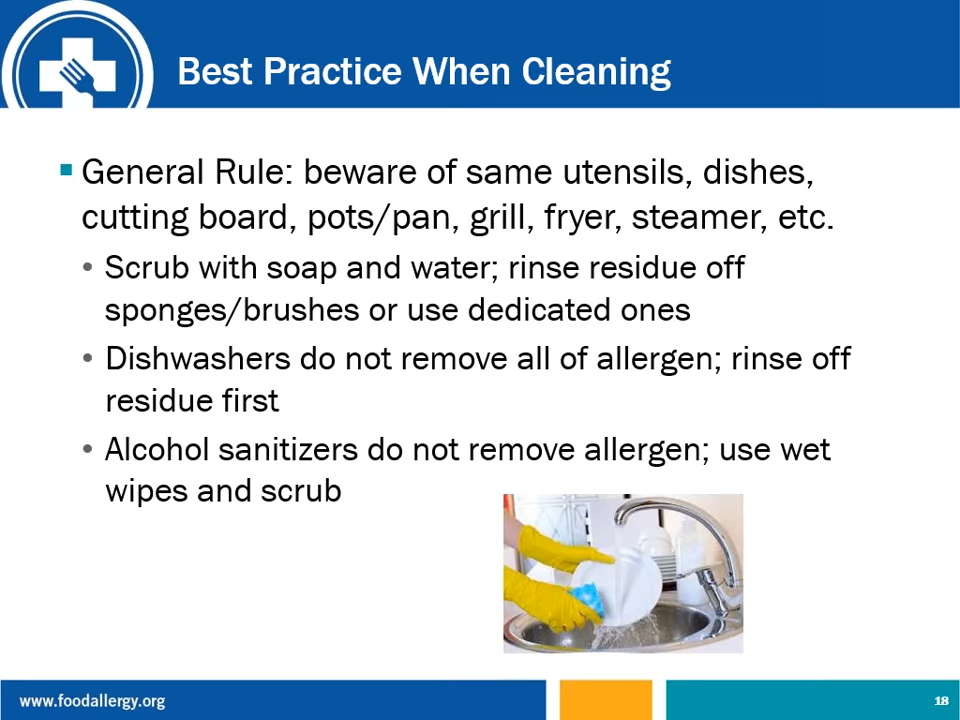 Best Practice When Cleaning
General Rule: beware of same utensils, dishes,
cutting board, pots/pan, grill, fryer, steamer, etc.
Scrub with soap and water; rinse residue off
sponges/brushes or use dedicated ones
Dishwashers do not remove all of allergen; rinse off
residue first
Alcohol sanitizers do not remove allergen; use wet
wipes and scrub
www.foodallergy.org
18